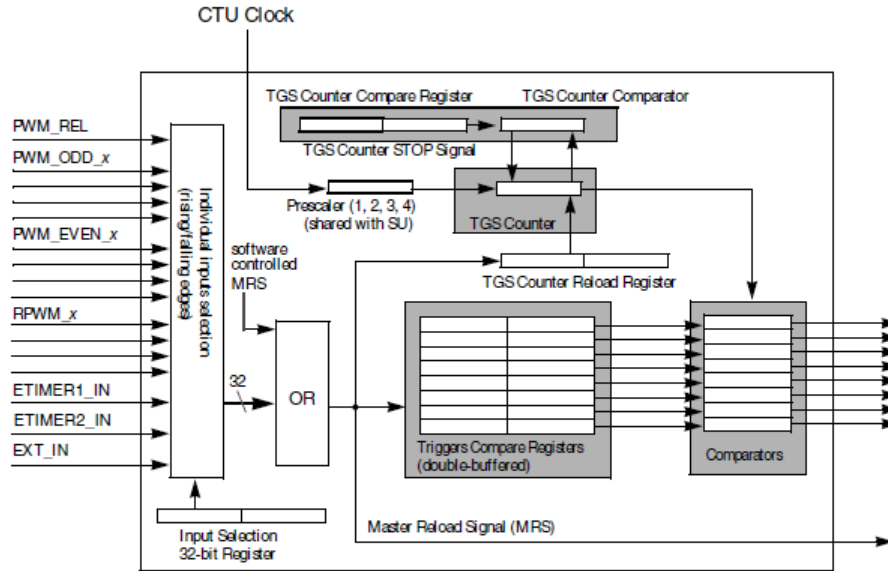 CTU Clock
TGS Counter Compare Register
TGS Counter Comparator
TGS Counter STOP Signal
Prescaler (1, 2, 3, 4)
(shared with SU)
TGS Counter
TGS Counter Reload Register
PWM_REL
PWM_ODD_x
PWM_EVEN_x
RPWM_x
ETIMER1_IN
ETIMER2_IN
EXT_IN
Individual inputs selection
(rising/falling edges)
software
controlled
MRS
32
OR
Triggers Compare Registers
(double-buffered)
Comparators
Master Reload Signal (MRS)
Input Selection
32-bit Register